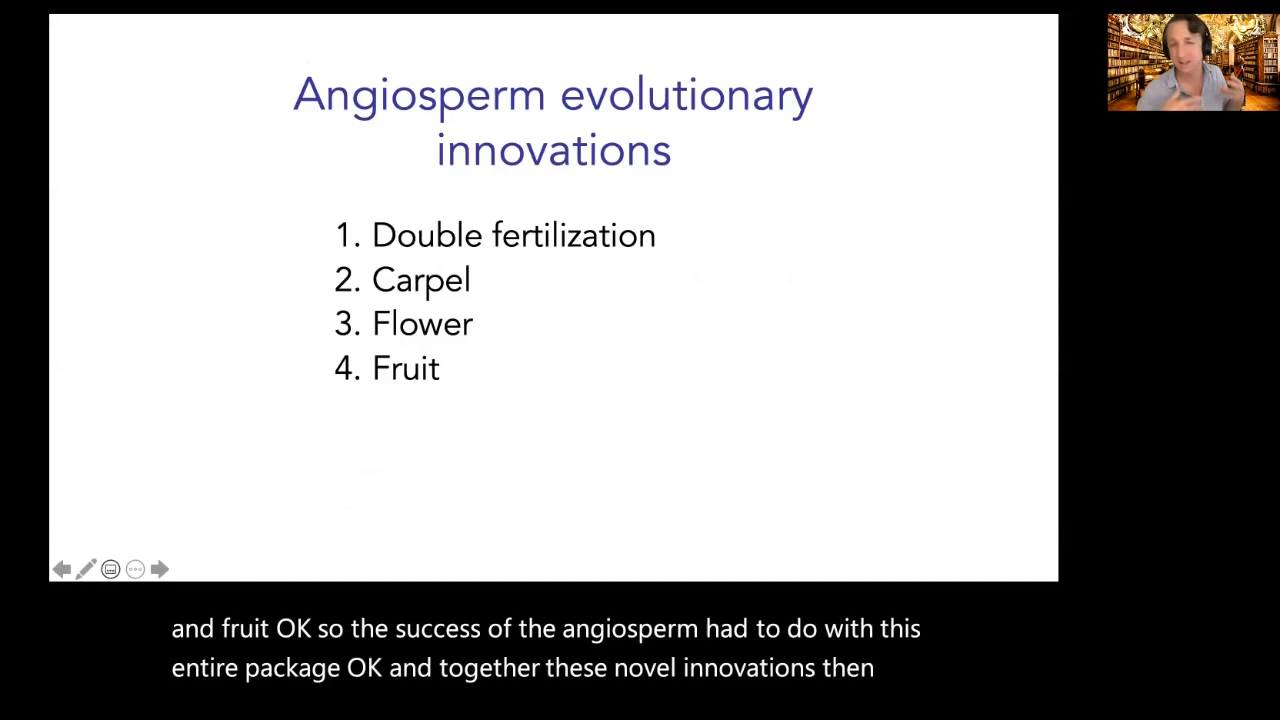 Angiosperm evolutionary
innovations
1. Double fertilization
2. Carpel
3. Flower
4. Fruit
and fruit OK so the success of the angiosperm had to do with this
entire package OK and together these novel innovations then